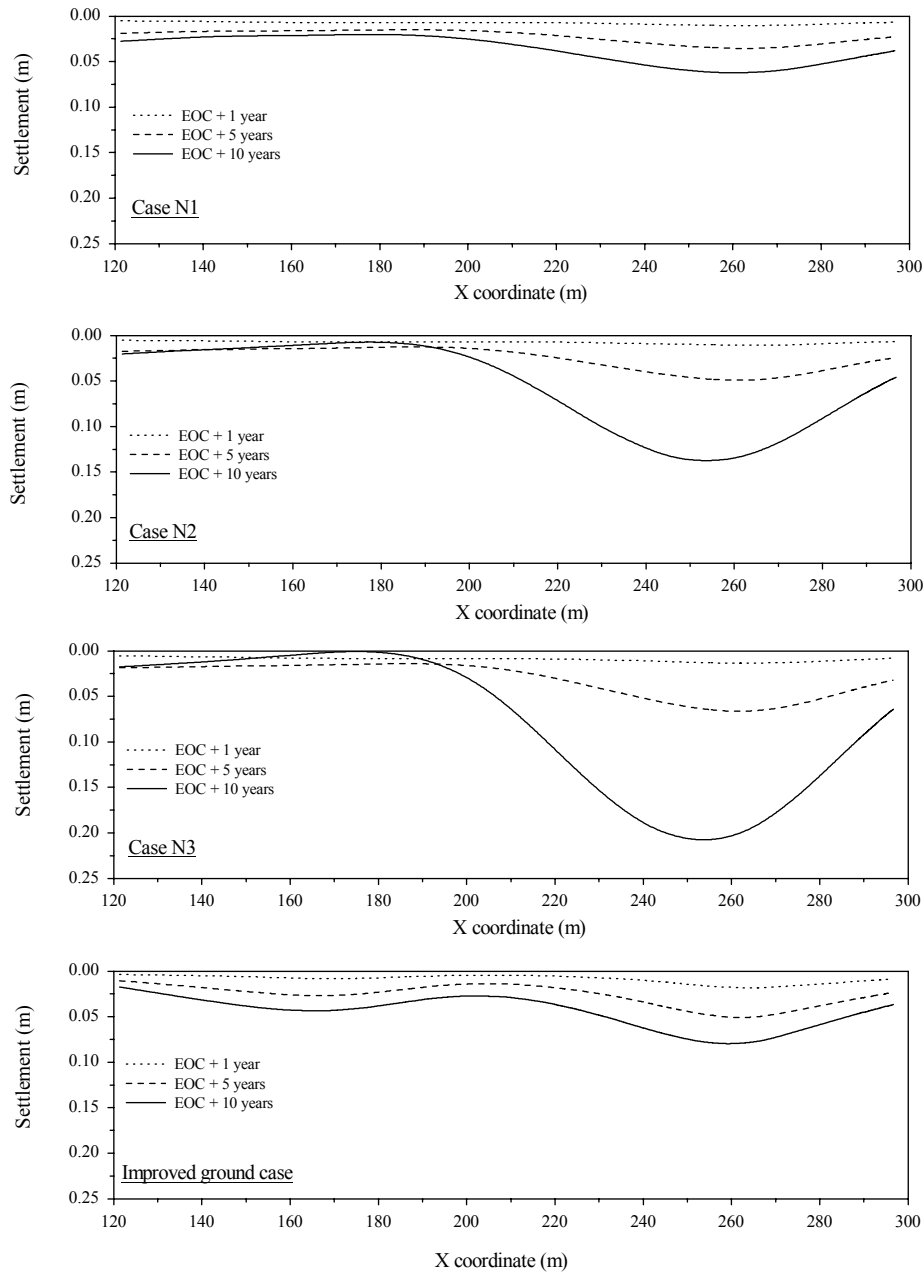 0.00
0.05
0.10
0.15
0.20
0.25
Settlement (m)
EOC + 1 year
EOC + 5 years
EOC + 10 years
Case N1
120 140 160 180 200 220 240 260 280 300
X coordinate (m)
0.00
0.05
0.10
0.15
0.20
0.25
Settlement (m)
EOC + 1 year
EOC + 5 years
EOC + 10 years
Case N2
120 140 160 180 200 220 240 260 280 300
X coordinate (m)
0.00
0.05
0.10
0.15
0.20
0.25
Settlement (m)
EOC + 1 year
EOC + 5 years
EOC + 10 years
Case N3
120 140 160 180 200 220 240 260 280 300
X coordinate (m)
0.00
0.05
0.10
0.15
0.20
0.25
Settlement (m)
EOC + 1 year
EOC + 5 years
EOC + 10 years
Improved ground case
120 140 160 180 200 220 240 260 280 300
X coordinate (m)